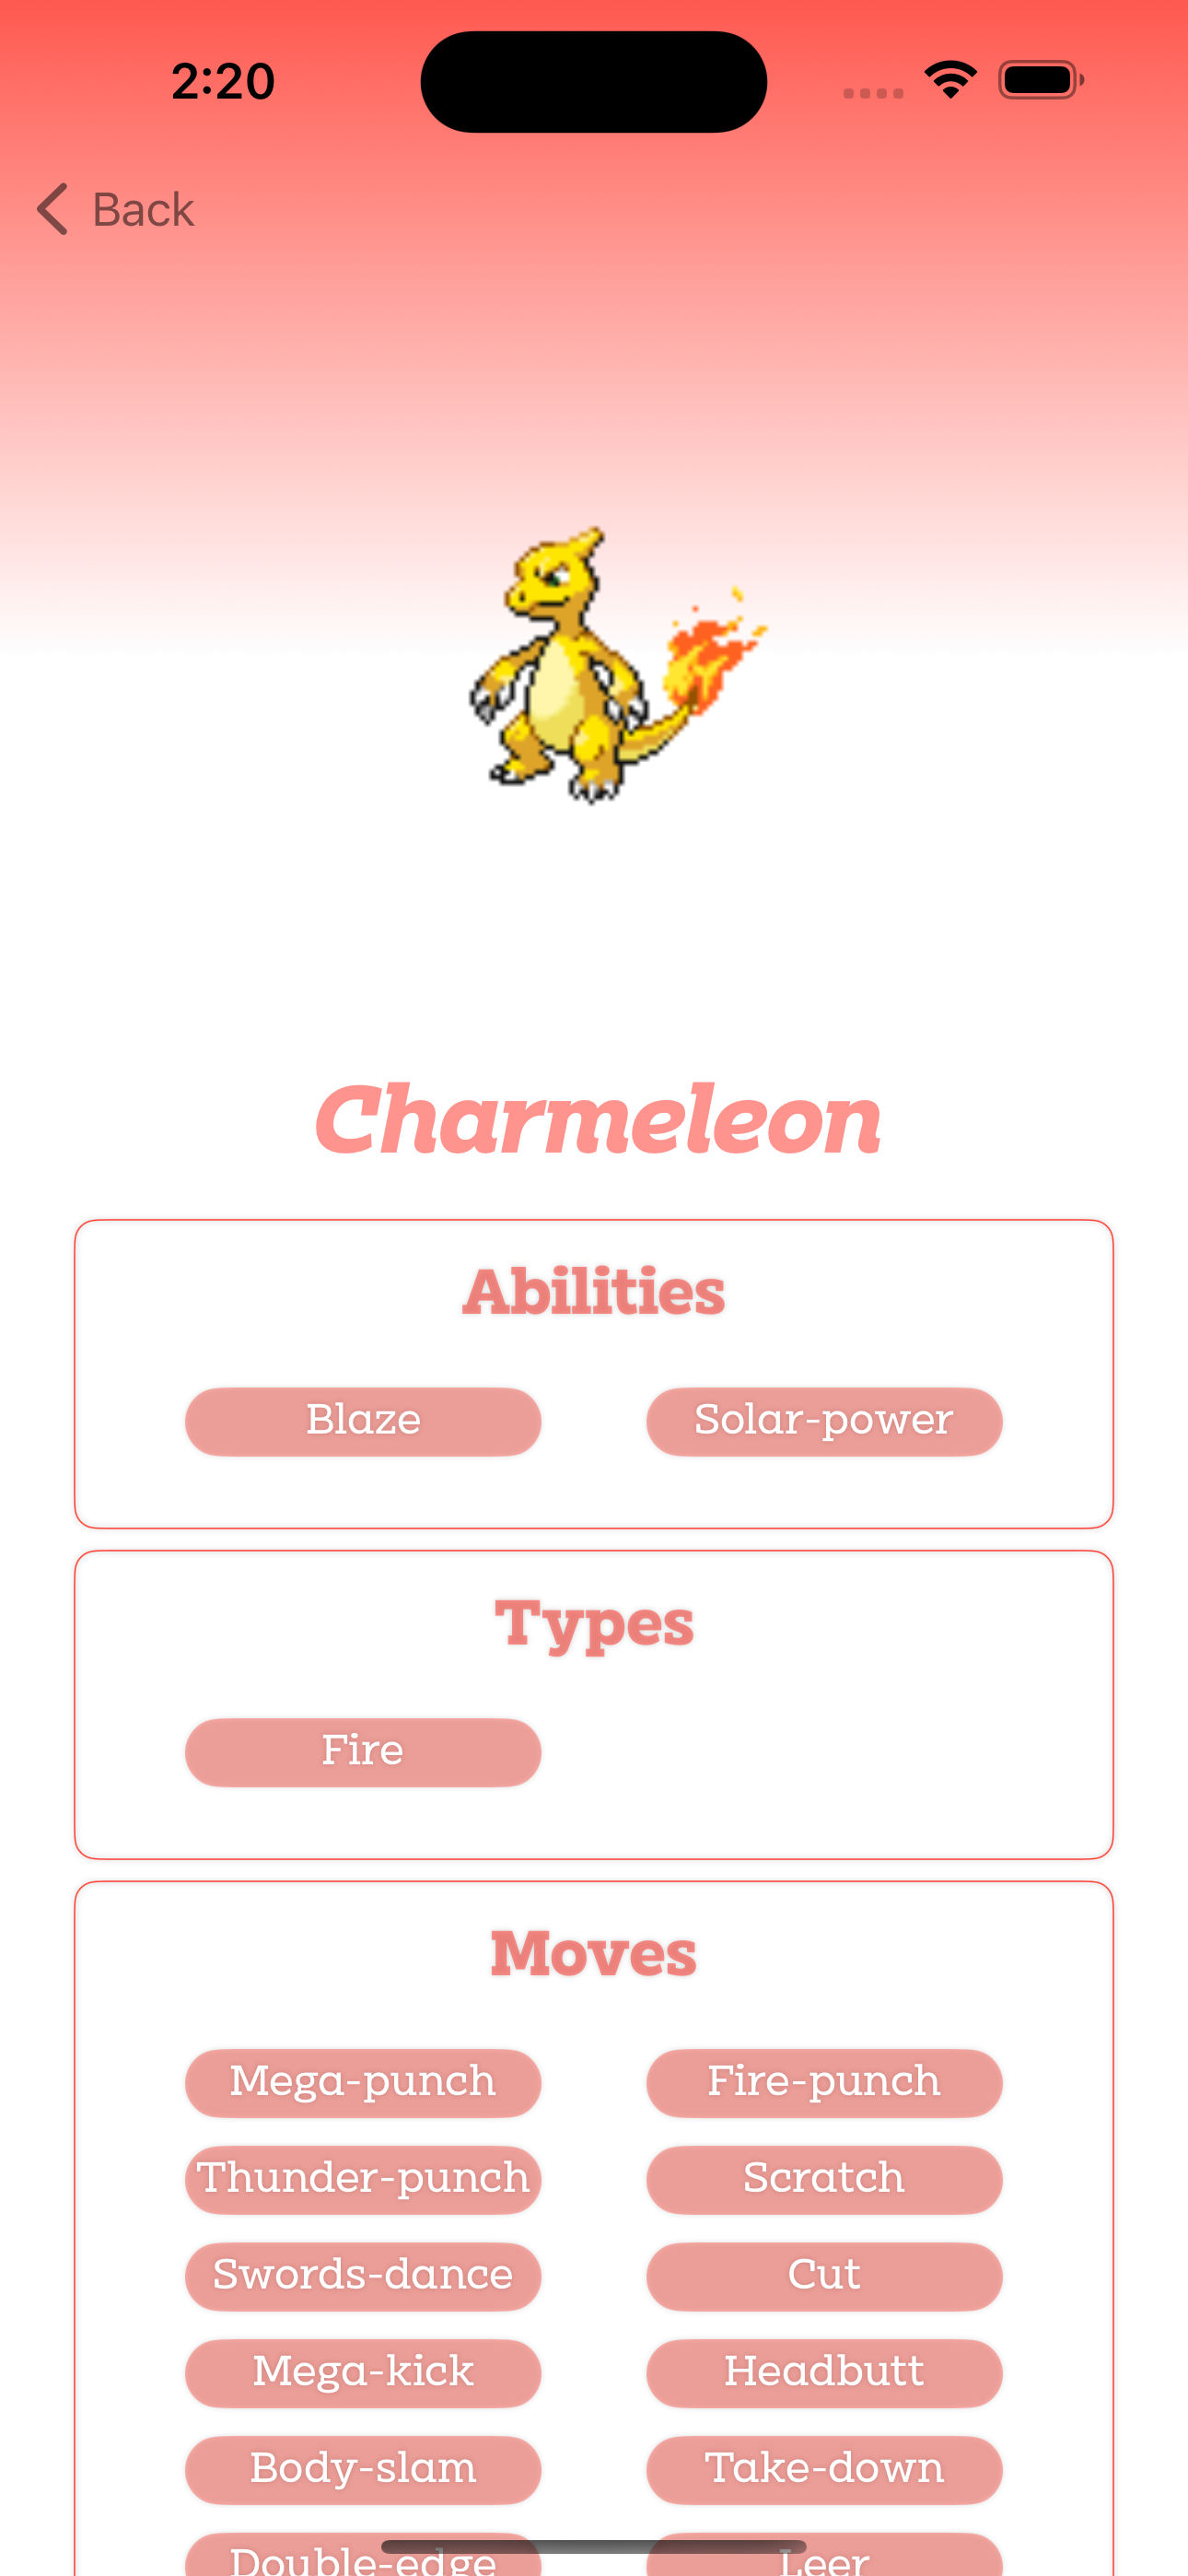 2:20
Back
Charmeleon
Abilities
Blaze Solar-power
Types
Fire
Moves
Mega-punch Fire-punch
Thunder-punch Scratch
Swords-dance Cut
Mega-kick Headbutt
Body-slam Take-down
Double-edge Leer